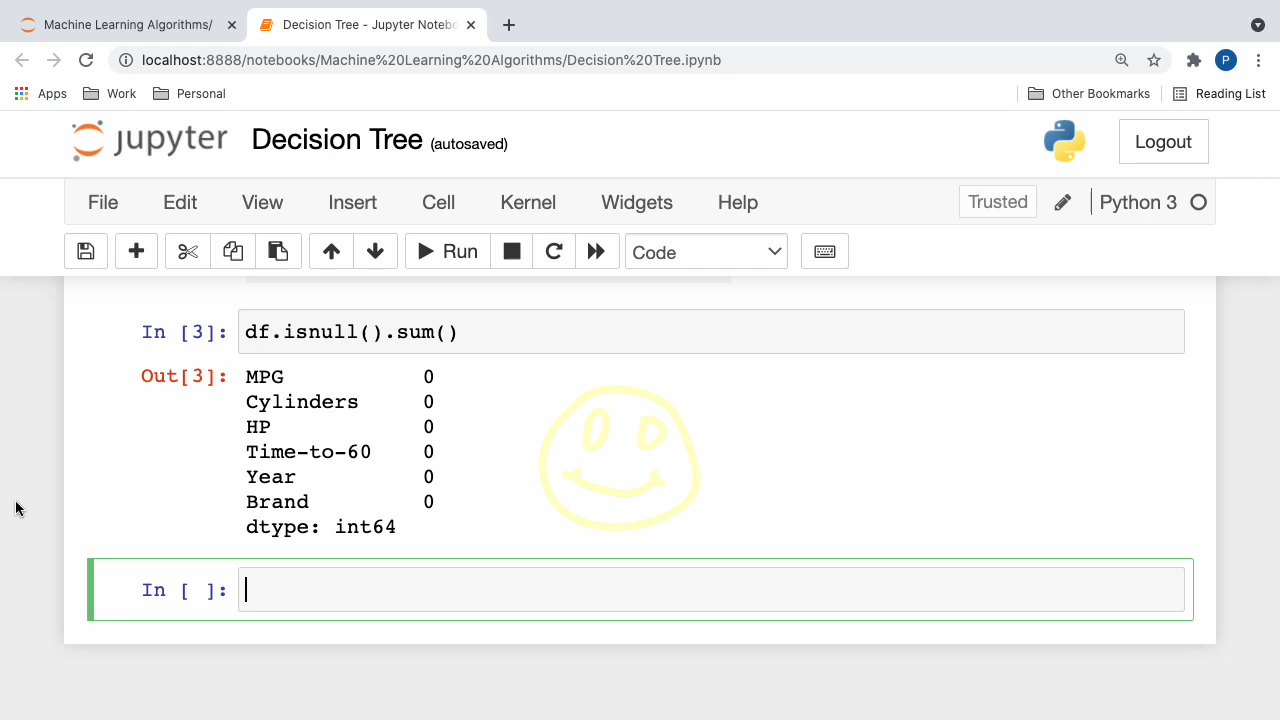 Machine Learning Algorithms/
Decision Tree - Jupyter Noteb
localhost:8888/notebooks/Machine%20Learning%20Algorithms/Decision%20Tree.ipynb
P
Apps Work Personal Other Bookmarks Reading List
jupyter Decision Tree (autosaved) Logout
File Edit View Insert Cell Kernel Widgets Help Trusted Python 3
Run Code
In [3]: df.isnull().sum()
Out[3]: MPG 0
Cylinders 0
HP 0
Time-to-60 0
Year 0
Brand 0
dtype: int64
In [ ]: